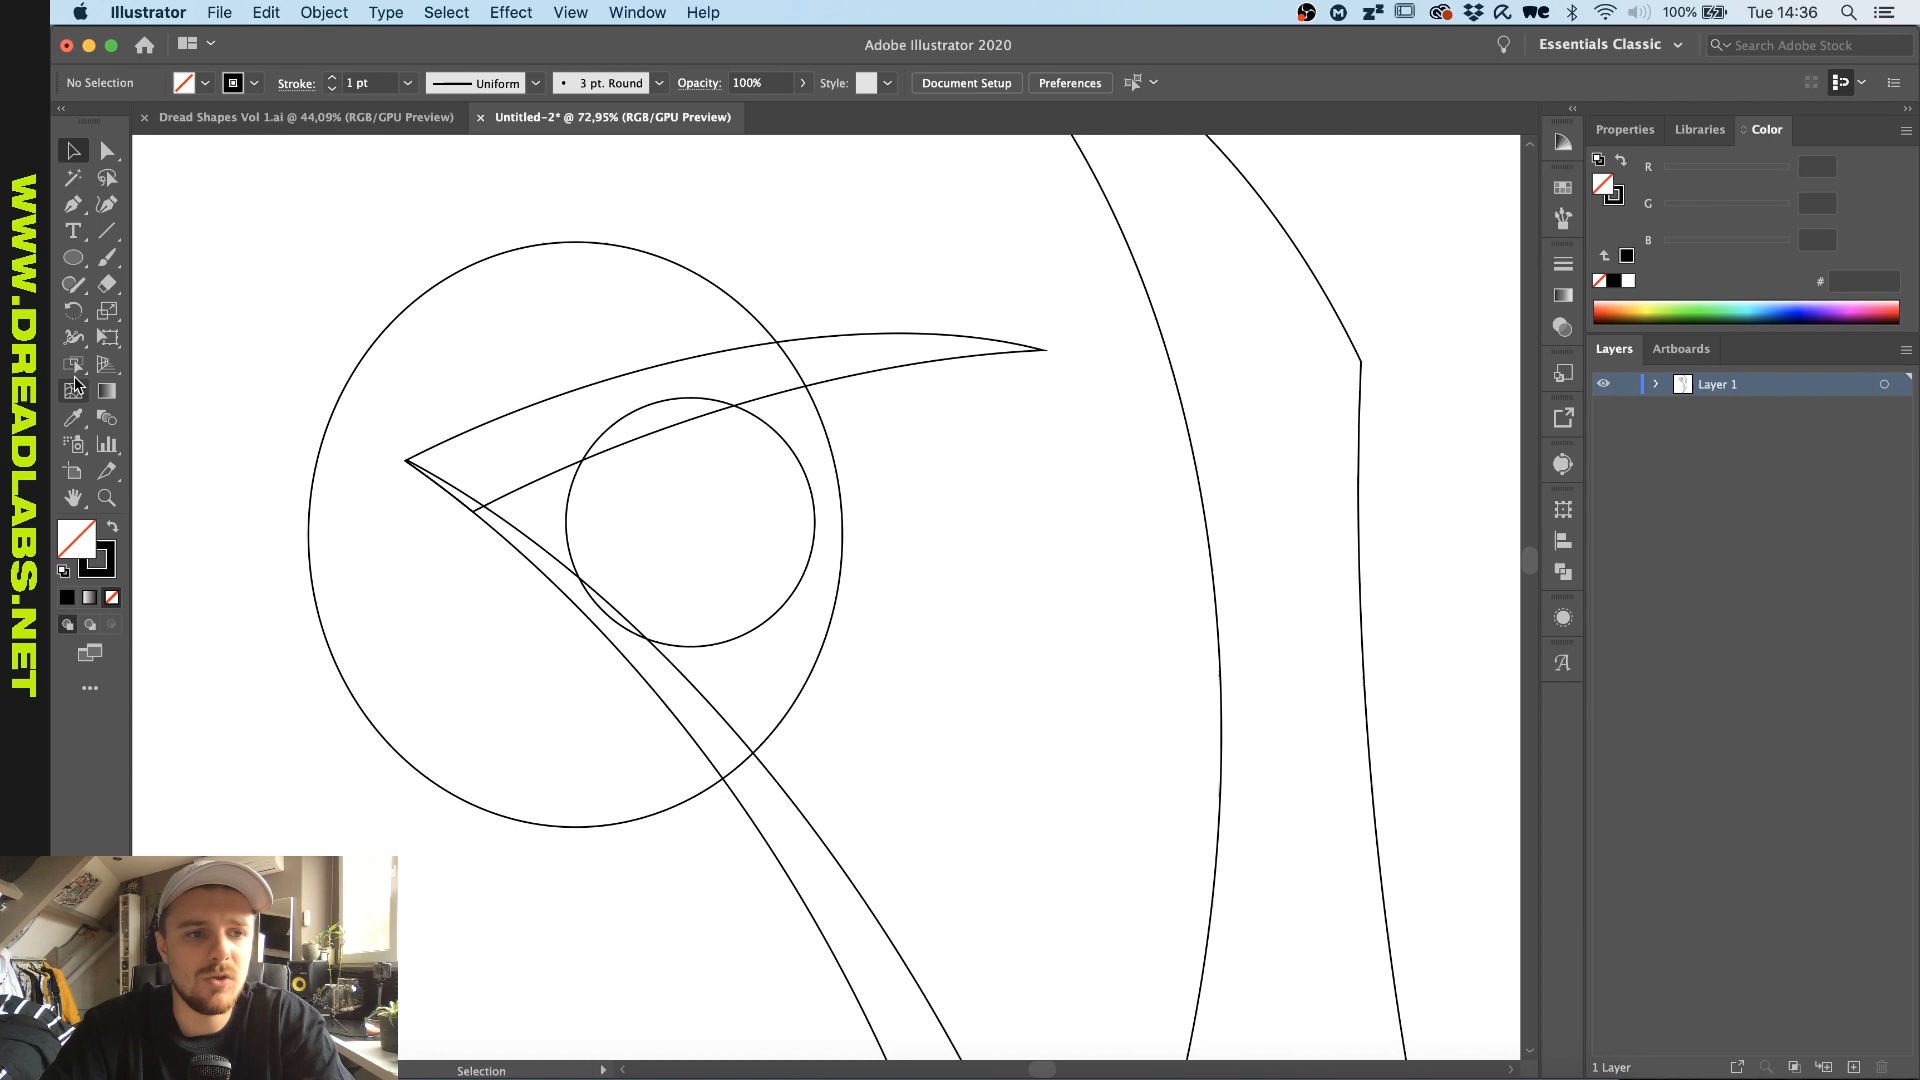 Illustrator File Edit Object Type Select Effect View Window Help
100% Tue 14:36
Adobe Illustrator 2020
Essentials Classic
Search Adobe Stock
No Selection Stroke: 1 pt Uniform 3 pt. Round Opacity: 100% Style: Document Setup Preferences
Dread Shapes Vol 1.ai @ 44,09% (RGB/GPU Preview) Untitled-2* @ 72,95% (RGB/GPU Preview)
Properties Libraries Color
R
G
B
#
Layers Artboards
Layer 1
WWW.DREADLABS.NET
Selection
1 Layer